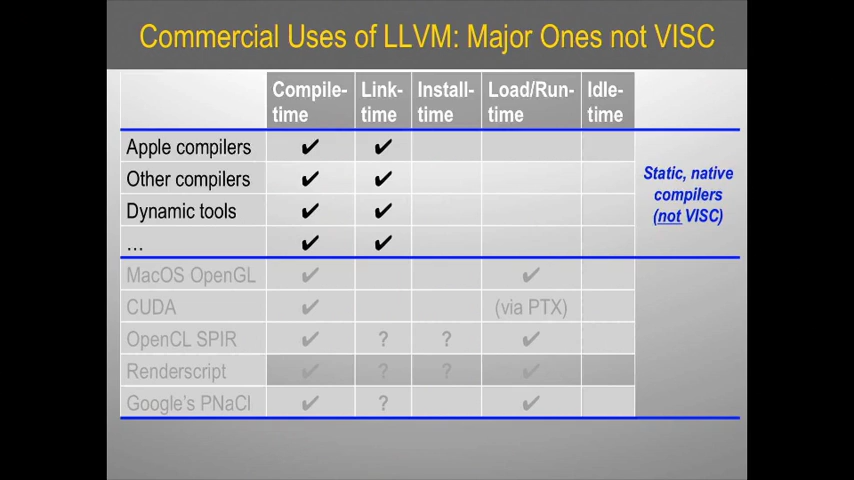 Commercial Uses of LLVM: Major Ones not VISC
Compile-time Link-time Install-time Load/Run-time Idle-time
Apple compilers ✔ ✔
Other compilers ✔ ✔
Dynamic tools ✔ ✔
... ✔ ✔
Static, native
compilers
(not VISC)
MacOS OpenGL ✔ ✔
CUDA ✔ (via PTX)
OpenCL SPIR ✔ ? ? ✔
Renderscript ✔ ? ? ✔
Google's PNaCl ✔ ? ✔